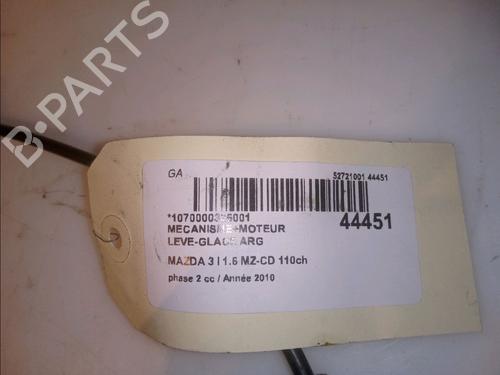 B-PARTS
GA
52721001 44451
44451
MECANISME+MOTEUR
LEVE-GLACE ARG
MAZDA 3 I 1.6 MZ-CD 110ch
phase 2 cc / Année 2010